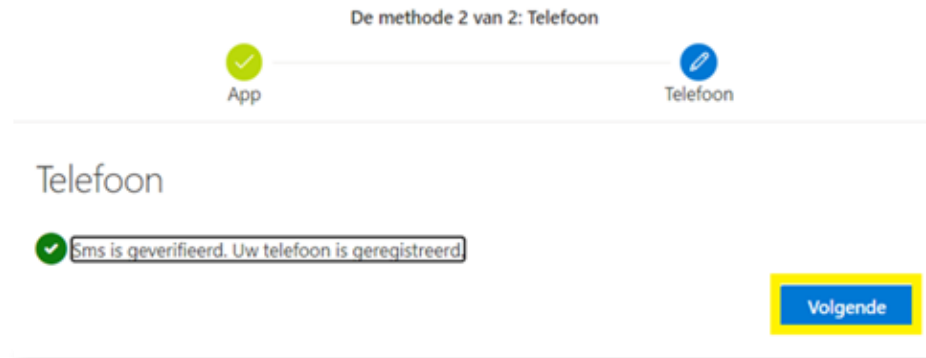 De methode 2 van 2: Telefoon
App
Telefoon
Telefoon
Sms is geverifieerd. Uw telefoon is geregistreerd.
Volgende